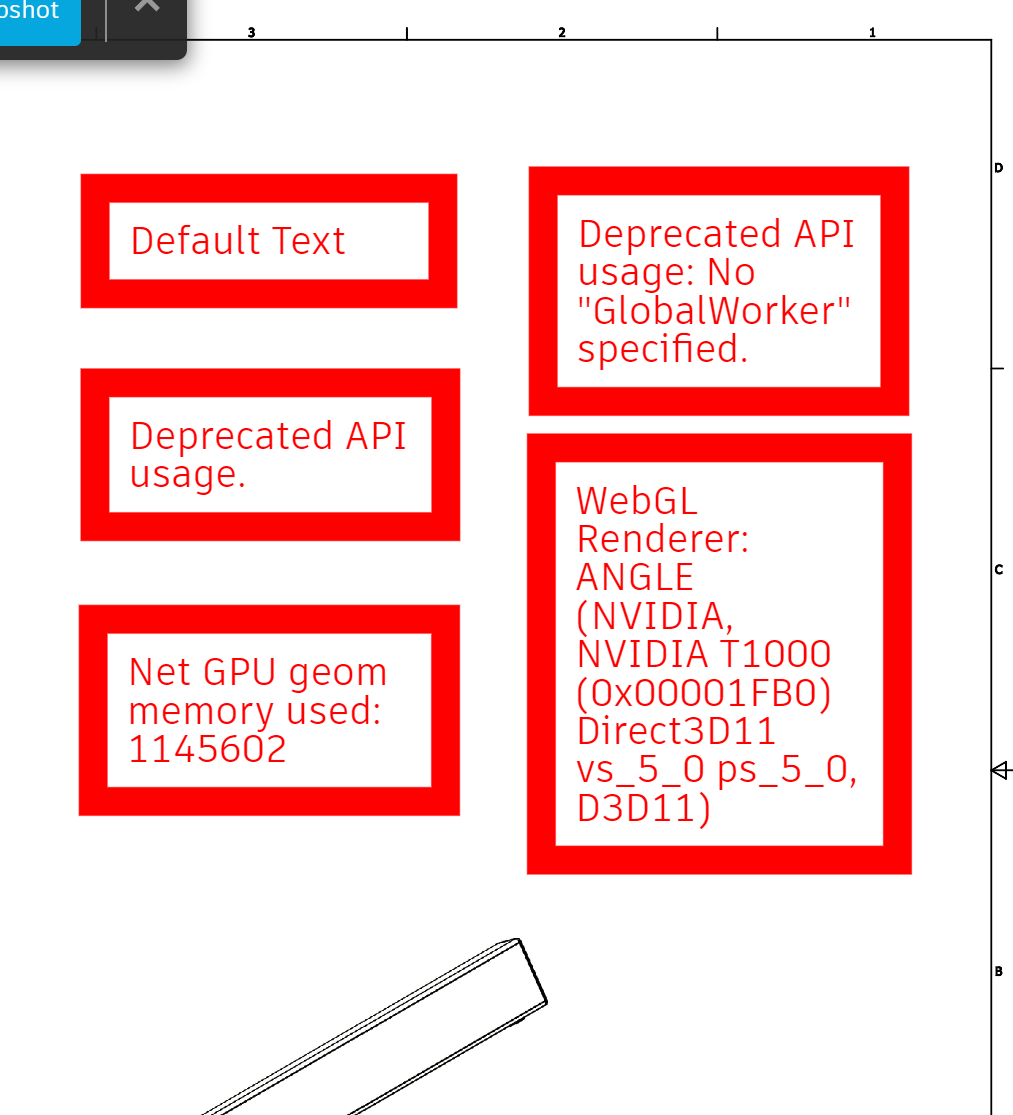 3
2
1
D
Default Text
Deprecated API
usage: No
"GlobalWorker"
specified.
Deprecated API
usage.
WebGL
Renderer:
ANGLE
(NVIDIA,
NVIDIA T1000
(0x00001FB0)
Direct3D11
vs_5_0 ps_5_0,
D3D11)
C
Net GPU geom
memory used:
1145602
B